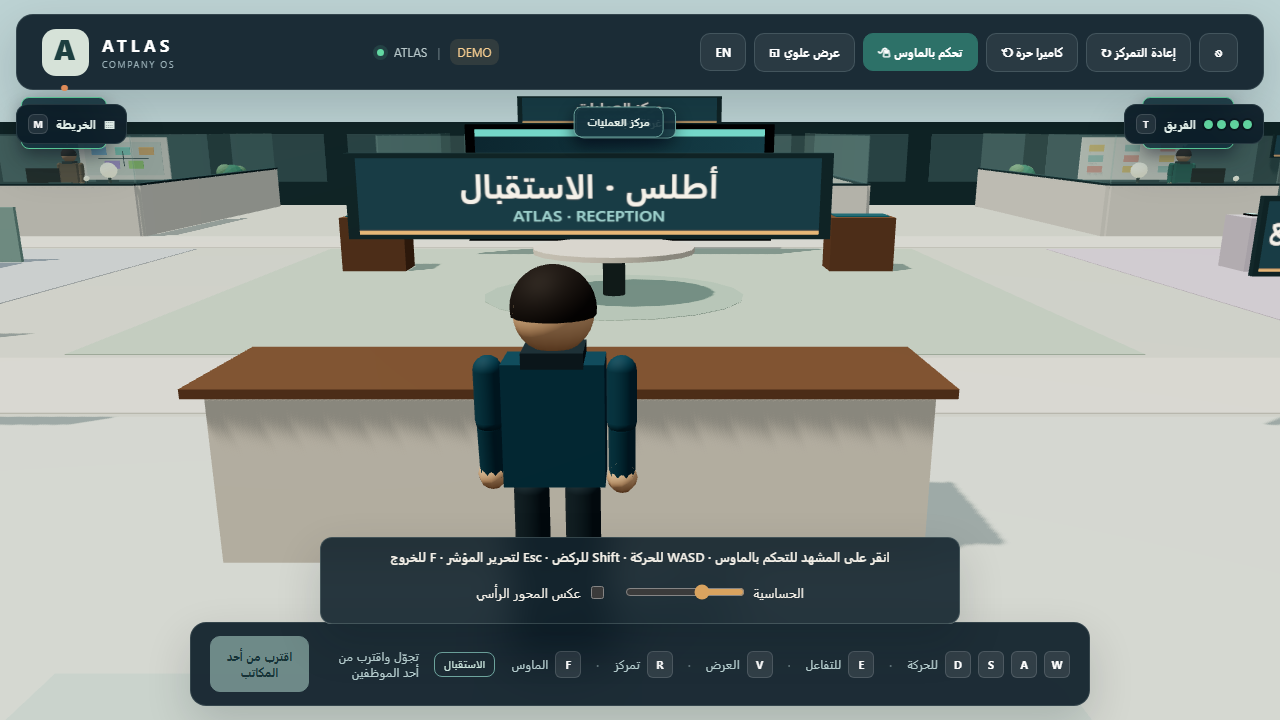 A
ATLAS
COMPANY OS
ATLAS | DEMO
EN
عرض علوي
تحكم بالماوس
كاميرا حرة
إعادة التمركز
M الخريطة
T الفريق
مركز العمليات
مركز العمليات
أطلس · الاستقبال
ATLAS · RECEPTION
&
انقر على المشهد للتحكم بالماوس · WASD للحركة · Shift للركض · Esc لتحرير المؤشر · F للخروج
الحساسية
عكس المحور الرأسي
W A S D للحركة · E للتفاعل · V العرض · R تمركز · F الماوس
الاستقبال
تجوّل واقترب من
أحد الموظفين
اقترب من أحد
المكاتب